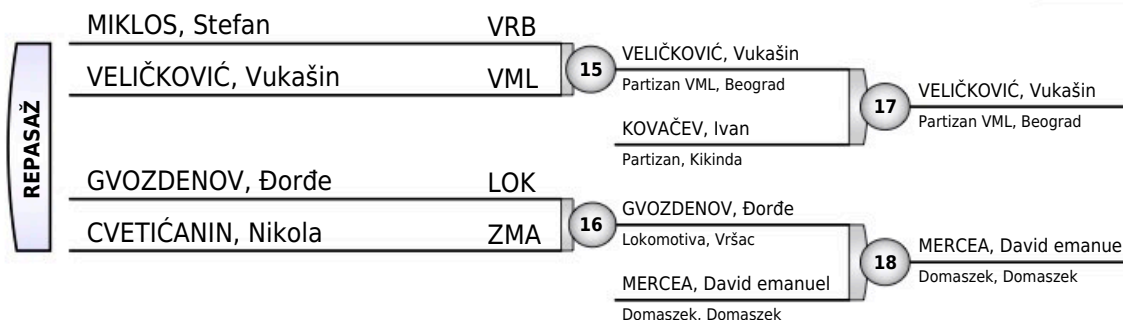 REPASAŽ
MIKLOS, Stefan VRB
VELIČKOVIĆ, Vukašin VML
GVOZDENOV, Đorđe LOK
CVETIĆANIN, Nikola ZMA
15
VELIČKOVIĆ, Vukašin
Partizan VML, Beograd
KOVAČEV, Ivan
Partizan, Kikinda
16
GVOZDENOV, Đorđe
Lokomotiva, Vršac
MERCEA, David emanuel
Domaszek, Domaszek
17
VELIČKOVIĆ, Vukašin
Partizan VML, Beograd
18
MERCEA, David emanue
Domaszek, Domaszek